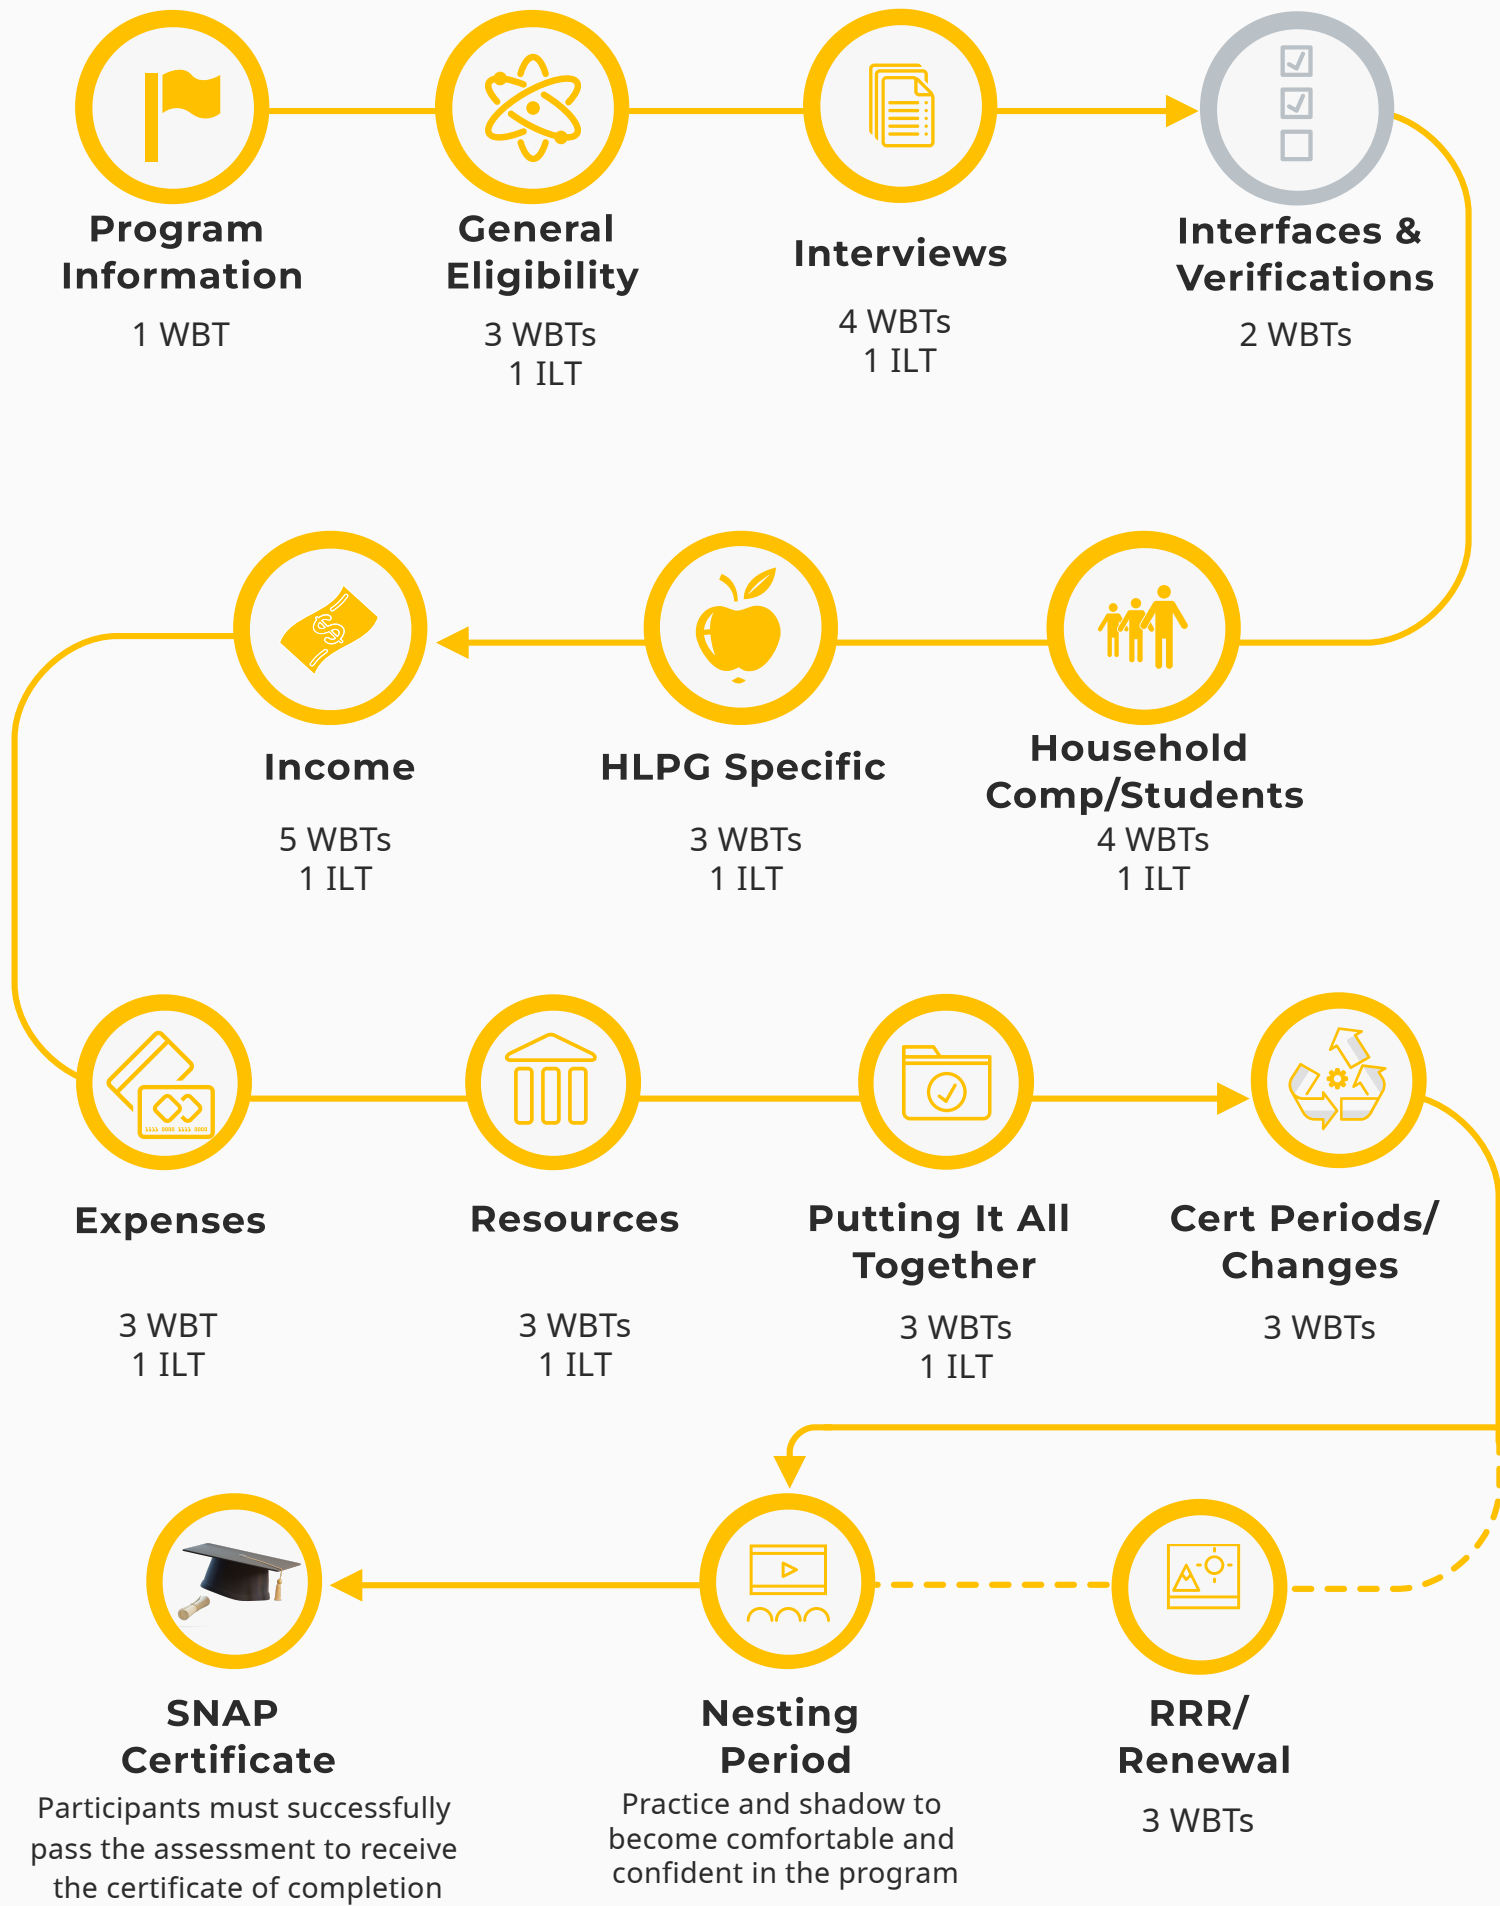 Program
Information
1 WBT
General
Eligibility
3 WBTs
1 ILT
Interviews
4 WBTs
1 ILT
Interfaces &
Verifications
2 WBTs
Income
5 WBTs
1 ILT
HLPG Specific
3 WBTs
1 ILT
Household
Comp/Students
4 WBTs
1 ILT
Expenses
3 WBT
1 ILT
Resources
3 WBTs
1 ILT
Putting It All
Together
3 WBTs
1 ILT
Cert Periods/
Changes
3 WBTs
SNAP
Certificate
Participants must successfully
pass the assessment to receive
the certificate of completion
Nesting
Period
Practice and shadow to
become comfortable and
confident in the program
RRR/
Renewal
3 WBTs